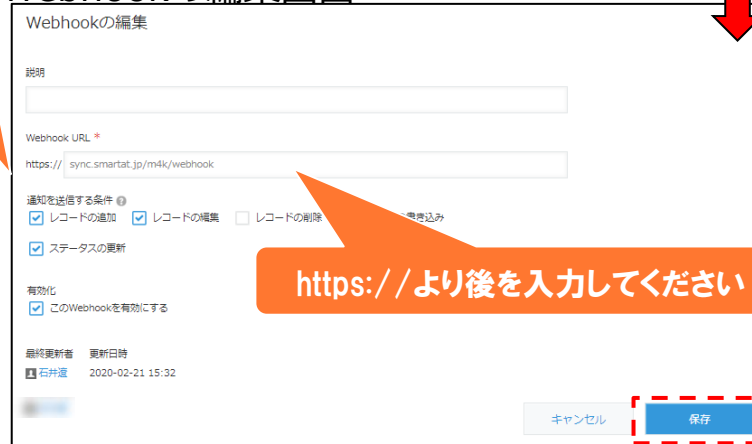 Webhookの編集
説明
Webhook URL *
https:// sync.smartat.jp/m4k/webhook
通知を送信する条件
レコードの追加 レコードの編集 レコードの削除 書き込み
ステータスの更新
https://より後を入力してください
有効化
このWebhookを有効にする
最終更新者 更新日時
石井遼 2020-02-21 15:32
キャンセル 保存